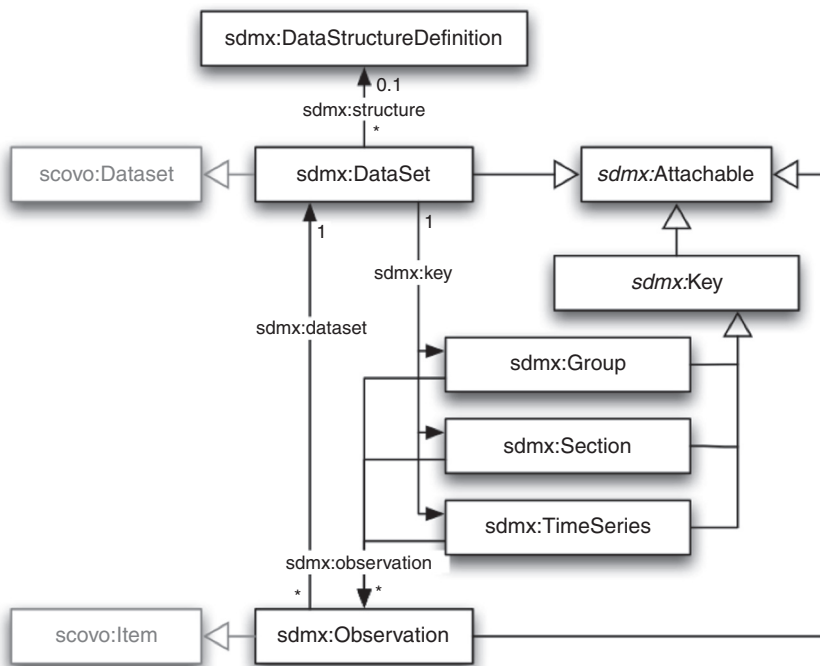 sdmx:DataStructureDefinition
0.1
sdmx:structure
*
scovo:Dataset
sdmx:DataSet
sdmx:Attachable
1
1
sdmx:key
sdmx:Key
sdmx:dataset
sdmx:Group
sdmx:Section
sdmx:TimeSeries
sdmx:observation
*
*
scovo:Item
sdmx:Observation